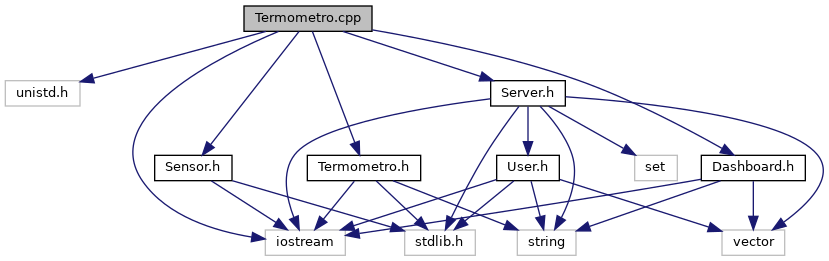 Termometro.cpp
unistd.h
Server.h
Sensor.h
Termometro.h
User.h
set
Dashboard.h
iostream
stdlib.h
string
vector